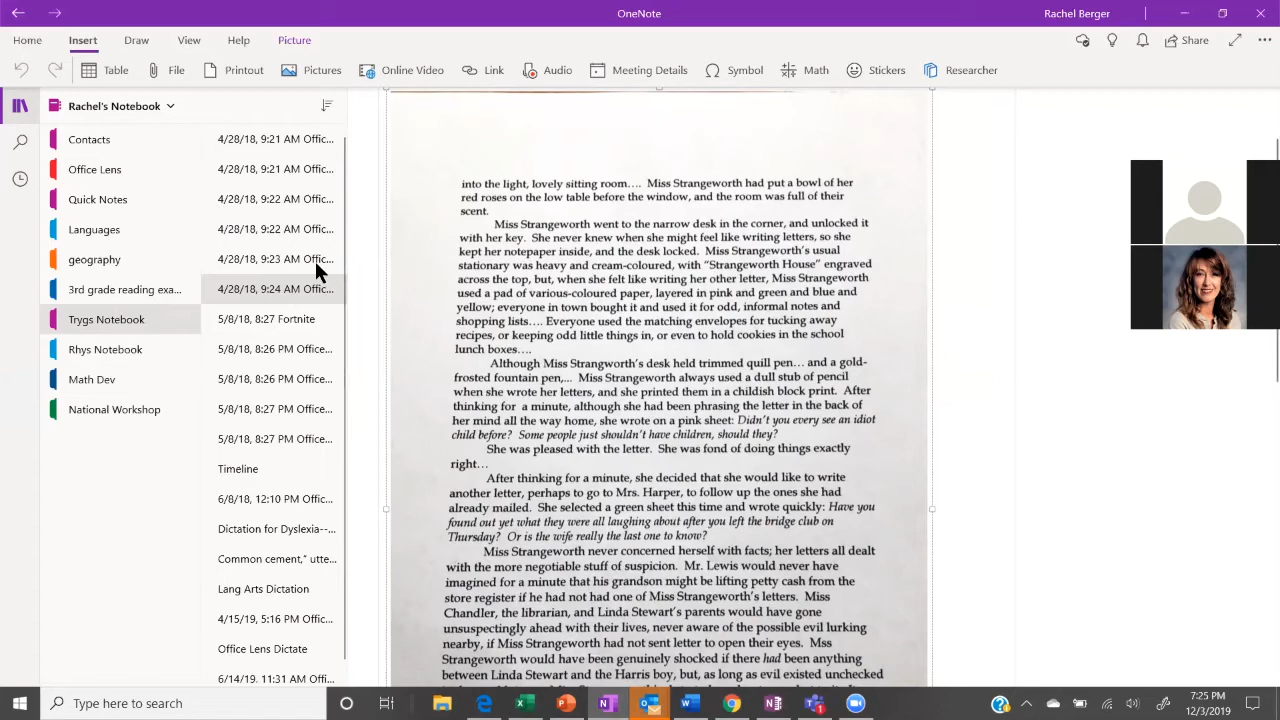 OneNote
Rachel Berger
Home
Insert
Draw
View
Help
Picture
Share
Table
File
Printout
Pictures
Online Video
Link
Audio
Meeting Details
Symbol
Math
Stickers
Researcher
Rachel's Notebook
Contacts
Office Lens
Quick Notes
Languages
geography
3rd grade reading exa...
Trygs Notebook
Rhys Notebook
Math Dev
National Workshop
4/28/18, 9:21 AM Offic...
4/28/18, 9:21 AM Offic...
4/28/18, 9:22 AM Offic...
4/28/18, 9:22 AM Offic...
4/28/18, 9:23 AM Offic...
4/28/18, 9:24 AM Offic...
5/8/18, 8:27 Fortnite
5/8/18, 8:26 PM Office...
5/8/18, 8:26 PM Office...
5/8/18, 8:27 PM Office...
5/8/18, 8:27 PM Office...
Timeline
6/8/18, 12:10 PM Offic...
Dictation for Dyslexia--...
Common cement," utte...
Lang Arts Dictation
4/15/19, 5:16 PM Offic...
Office Lens Dictate
6/14/19, 11:31 AM Offic...
into the light, lovely sitting room.... Miss Strangeworth had put a bowl of her
red roses on the low table before the window, and the room was full of their
scent.
Miss Strangeworth went to the narrow desk in the corner, and unlocked it
with her key. She never knew when she might feel like writing letters, so she
kept her notepaper inside, and the desk locked. Miss Strangeworth's usual
stationary was heavy and cream-coloured, with "Strangeworth House" engraved
across the top, but, when she felt like writing her other letter, Miss Strangeworth
used a pad of various-coloured paper, layered in pink and green and blue and
yellow; everyone in town bought it and used it for odd, informal notes and
shopping lists.... Everyone used the matching envelopes for tucking away
recipes, or keeping odd little things in, or even to hold cookies in the school
lunch boxes....
Although Miss Strangworth's desk held trimmed quill pen... and a gold-
frosted fountain pen,... Miss Strangeworth always used a dull stub of pencil
when she wrote her letters, and she printed them in a childish block print. After
thinking for a minute, although she had been phrasing the letter in the back of
her mind all the way home, she wrote on a pink sheet: Didn't you every see an idiot
child before? Some people just shouldn't have children, should they?
She was pleased with the letter. She was fond of doing things exactly
right...
After thinking for a minute, she decided that she would like to write
another letter, perhaps to go to Mrs. Harper, to follow up the ones she had
already mailed. She selected a green sheet this time and wrote quickly: Have you
found out yet what they were all laughing about after you left the bridge club on
Thursday? Or is the wife really the last one to know?
Miss Strangeworth never concerned herself with facts; her letters all dealt
with the more negotiable stuff of suspicion. Mr. Lewis would never have
imagined for a minute that his grandson might be lifting petty cash from the
store register if he had not had one of Miss Strangeworth's letters. Miss
Chandler, the librarian, and Linda Stewart's parents would have gone
unsuspectingly ahead with their lives, never aware of the possible evil lurking
nearby, if Miss Strangeworth had not sent letter to open their eyes. Mss
Strangeworth would have been genuinely shocked if there had been anything
between Linda Stewart and the Harris boy, but, as long as evil existed unchecked
Type here to search
7:25 PM
12/3/2019